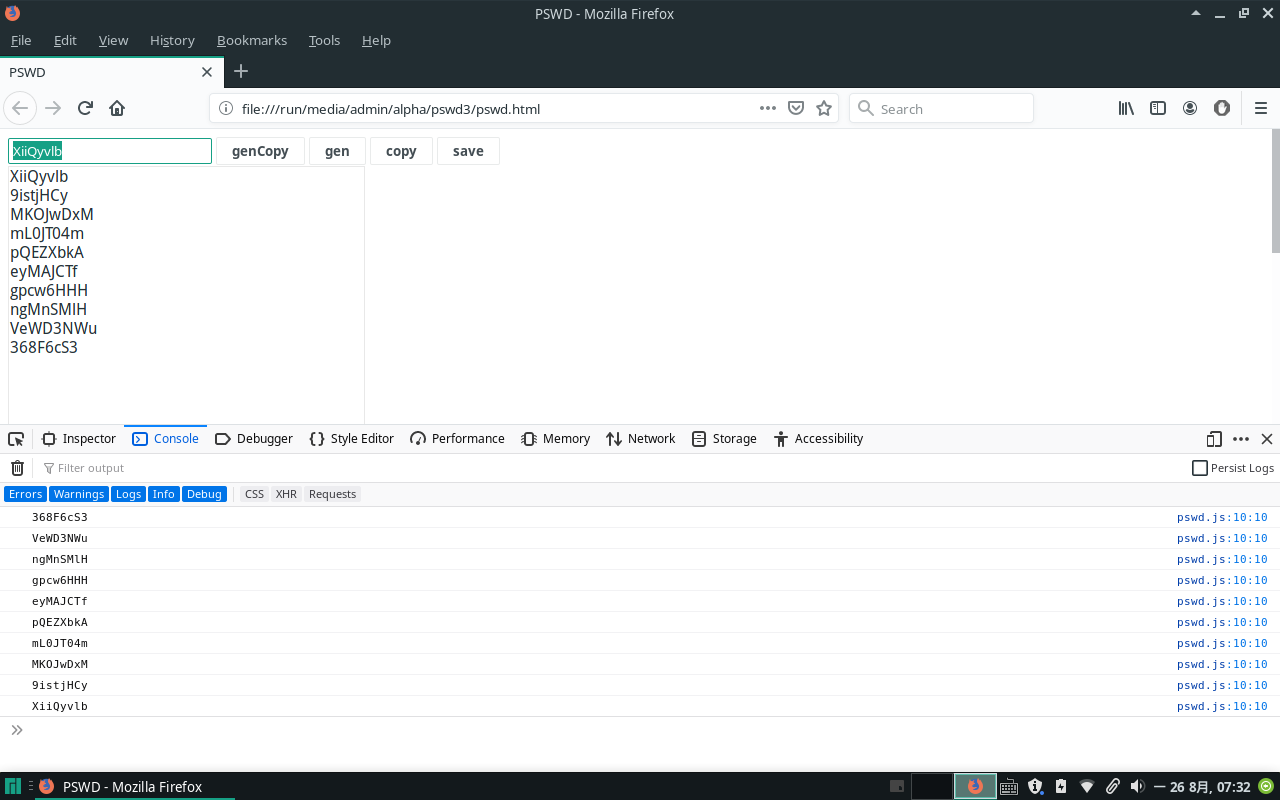 PSWD - Mozilla Firefox
File Edit View History Bookmarks Tools Help
PSWD
file:///run/media/admin/alpha/pswd3/pswd.html
Search
XiiQyvlb genCopy gen copy save
XiiQyvlb
9istjHCy
MKOJwDxM
mL0JT04m
pQEZXbkA
eyMAJCTf
gpcw6HHH
ngMnSMlH
VeWD3NWu
368F6cS3
Inspector Console Debugger Style Editor Performance Memory Network Storage Accessibility
Filter output Persist Logs
Errors Warnings Logs Info Debug CSS XHR Requests
368F6cS3 pswd.js:10:10
VeWD3NWu pswd.js:10:10
ngMnSMlH pswd.js:10:10
gpcw6HHH pswd.js:10:10
eyMAJCTf pswd.js:10:10
pQEZXbkA pswd.js:10:10
mL0JT04m pswd.js:10:10
MKOJwDxM pswd.js:10:10
9istjHCy pswd.js:10:10
XiiQyvlb pswd.js:10:10
PSWD - Mozilla Firefox 一 26 8月, 07:32